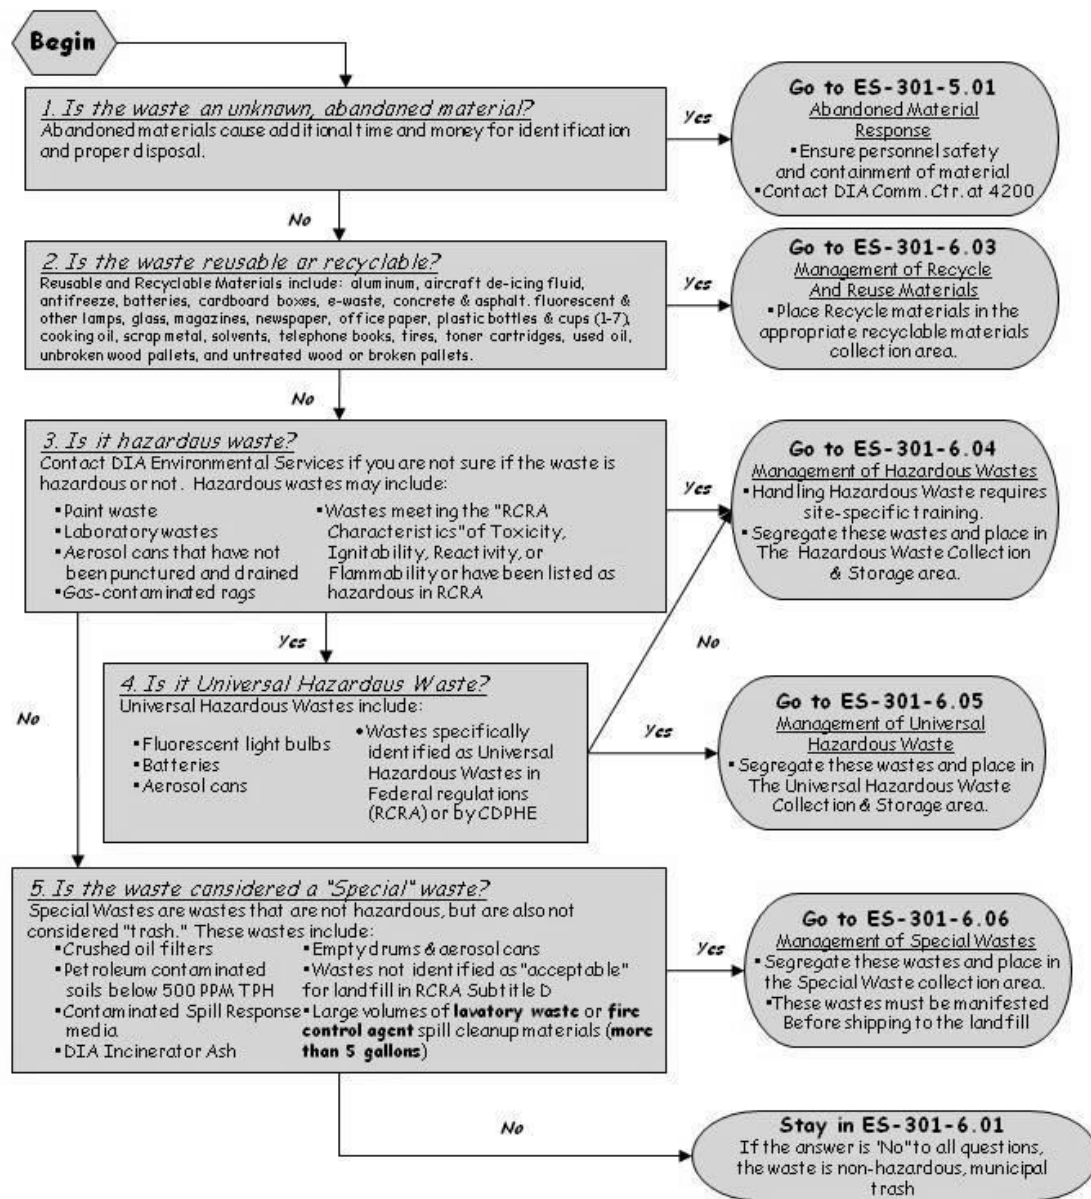 Begin
1. Is the waste an unknown, abandoned material?
Abandoned materials cause additional time and money for identification
and proper disposal.
Yes
Go to ES-301-5.01
Abandoned Material
Response
▪Ensure personnel safety
and containment of material
▪Contact DIA Comm. Ctr. at 4200
No
2. Is the waste reusable or recyclable?
Reusable and Recyclable Materials include: aluminum, aircraft de-icing fluid,
antifreeze, batteries, cardboard boxes, e-waste, concrete & asphalt. fluorescent &
other lamps, glass, magazines, newspaper, office paper, plastic bottles & cups (1-7),
cooking oil, scrap metal, solvents, telephone books, tires, toner cartridges, used oil,
unbroken wood pallets, and untreated wood or broken pallets.
Yes
Go to ES-301-6.03
Management of Recycle
And Reuse Materials
▪Place Recycle materials in the
appropriate recyclable materials
collection area.
No
3. Is it hazardous waste?
Contact DIA Environmental Services if you are not sure if the waste is
hazardous or not. Hazardous wastes may include:
▪Paint waste
▪Laboratory wastes
▪Aerosol cans that have not
been punctured and drained
▪Gas-contaminated rags
▪Wastes meeting the "RCRA
Characteristics" of Toxicity,
Ignitability, Reactivity, or
Flammability or have been listed as
hazardous in RCRA
Yes
Go to ES-301-6.04
Management of Hazardous Wastes
▪Handling Hazardous Waste requires
site-specific training.
▪Segregate these wastes and place in
The Hazardous Waste Collection
& Storage area.
Yes
No
No
4. Is it Universal Hazardous Waste?
Universal Hazardous Wastes include:
▪Fluorescent light bulbs
▪Batteries
▪Aerosol cans
•Wastes specifically
identified as Universal
Hazardous Wastes in
Federal regulations
(RCRA) or by CDPHE
Yes
Go to ES-301-6.05
Management of Universal
Hazardous Waste
▪Segregate these wastes and place in
The Universal Hazardous Waste
Collection & Storage area.
5. Is the waste considered a "Special" waste?
Special Wastes are wastes that are not hazardous, but are also not
considered "trash." These wastes include:
▪Crushed oil filters
▪Petroleum contaminated
soils below 500 PPM TPH
▪Contaminated Spill Response
media
▪DIA Incinerator Ash
▪Empty drums & aerosol cans
▪Wastes not identified as "acceptable"
for landfill in RCRA Subtitle D
▪Large volumes of lavatory waste or fire
control agent spill cleanup materials (more
than 5 gallons)
Yes
Go to ES-301-6.06
Management of Special Wastes
▪Segregate these wastes and place in
the Special Waste collection area.
▪These wastes must be manifested
Before shipping to the landfill
No
Stay in ES-301-6.01
If the answer is "No" to all questions,
the waste is non-hazardous, municipal
trash